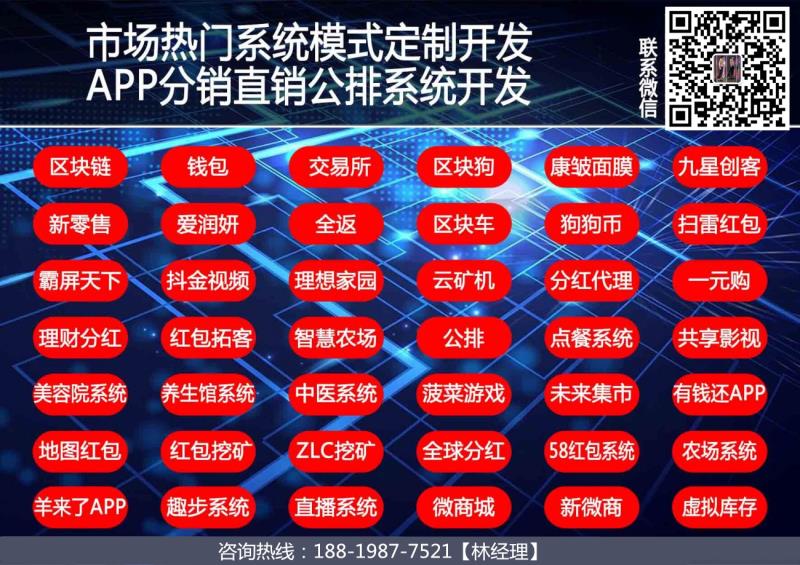 市场热门系统模式定制开发
APP分销直销公排系统开发
联系微信
区块链 钱包 交易所 区块狗 康皱面膜 九星创客
新零售 爱润妍 全返 区块车 狗狗币 扫雷红包
霸屏天下 抖金视频 理想家园 云矿机 分红代理 一元购
理财分红 红包拓客 智慧农场 公排 点餐系统 共享影视
美容院系统 养生馆系统 中医系统 菠菜游戏 未来集市 有钱还APP
地图红包 红包挖矿 ZLC挖矿 全球分红 58红包系统 农场系统
羊来了APP 趣步系统 直播系统 微商城 新微商 虚拟库存
咨询热线：188-1987-7521【林经理】